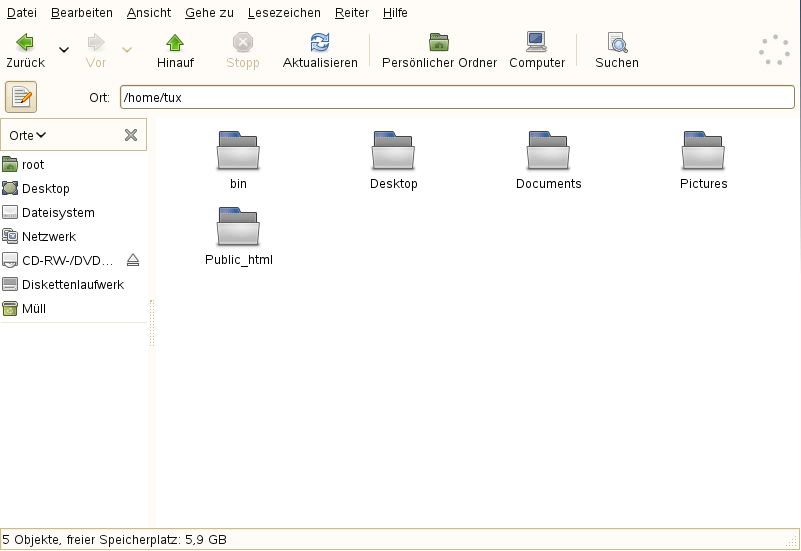 Datei Bearbeiten Ansicht Gehe zu Lesezeichen Reiter Hilfe
Zurück Vor Hinauf Stopp Aktualisieren Persönlicher Ordner Computer Suchen
Ort: /home/tux
Orte
root
Desktop
Dateisystem
Netzwerk
CD-RW-/DVD...
Diskettenlaufwerk
Müll
bin Desktop Documents Pictures
Public_html
5 Objekte, freier Speicherplatz: 5,9 GB